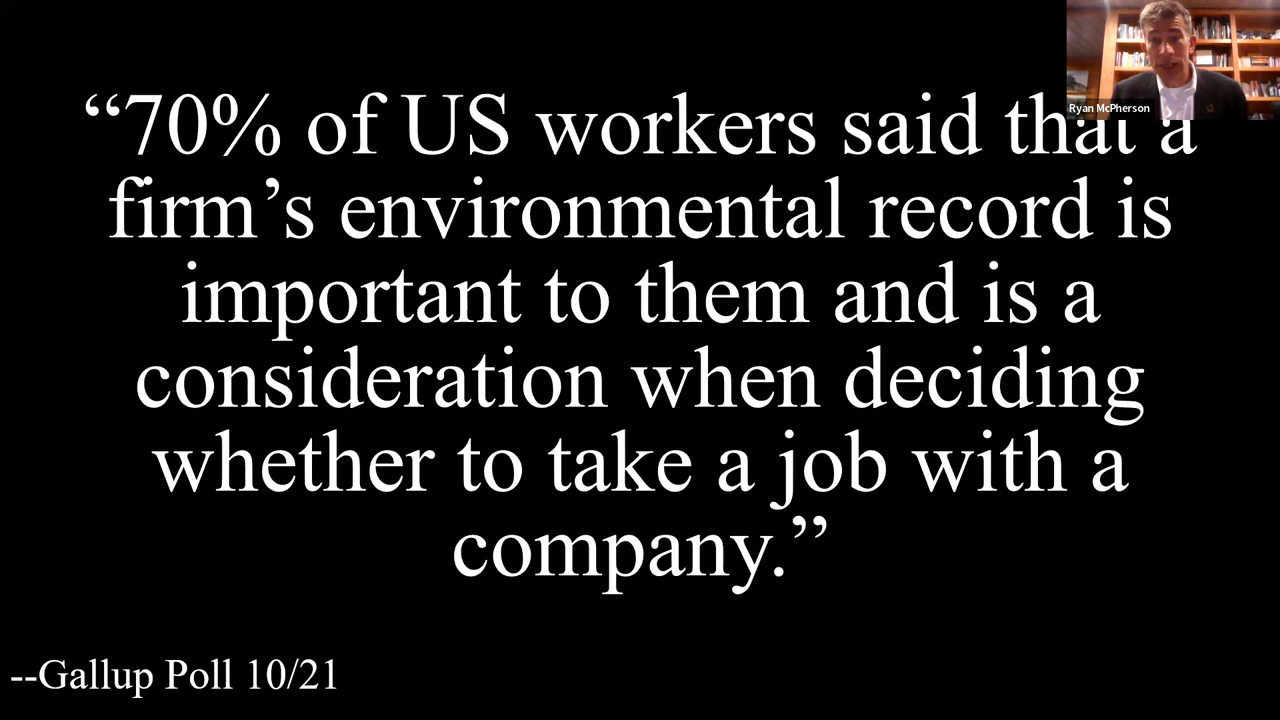 “70% of US workers said that a
firm’s environmental record is
important to them and is a
consideration when deciding
whether to take a job with a
company.”
--Gallup Poll 10/21
Ryan McPherson